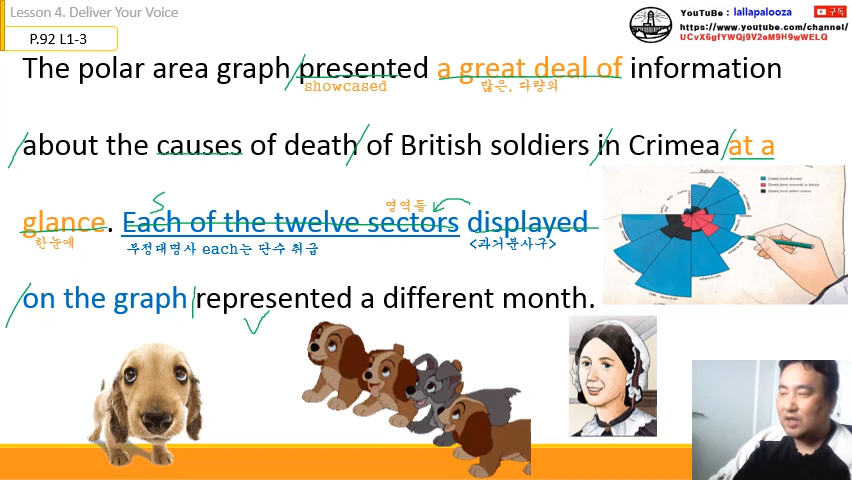 Lesson 4. Deliver Your Voice
P.92 L1-3
YouTuBe : lallapalooza
구독
https://www.youtube.com/channel/
UCvX6gfYWQj9V2eM9H9wWELQ
The polar area graph presented a great deal of information
showcased 많은, 다량의
about the causes of death of British soldiers in Crimea at a
영역들
glance. Each of the twelve sectors displayed
한눈에 부정대명사 each는 단수 취급 <과거분사구>
S
on the graph represented a different month.
V